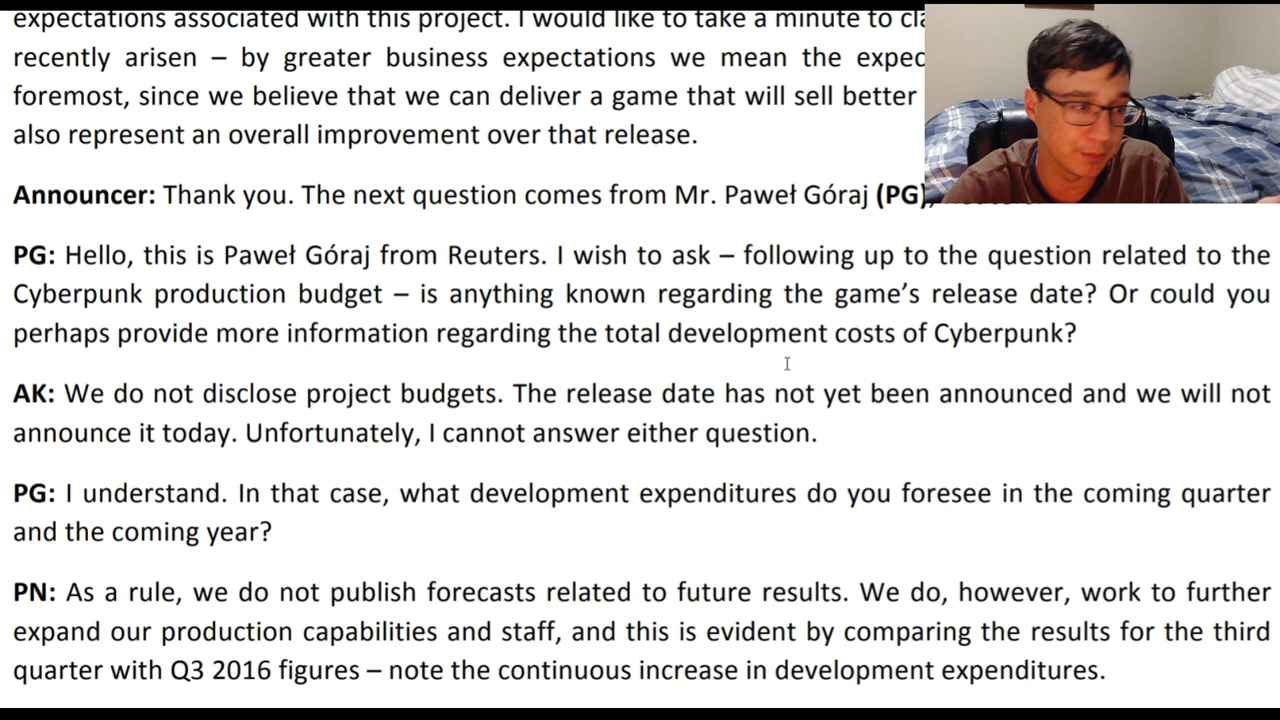 expectations associated with this project. I would like to take a minute to
recently arisen – by greater business expectations we mean the
foremost, since we believe that we can deliver a game that will sell better
also represent an overall improvement over that release.
Announcer: Thank you. The next question comes from Mr. Paweł Góraj (PG),
PG: Hello, this is Paweł Góraj from Reuters. I wish to ask – following up to the question related to the
Cyberpunk production budget – is anything known regarding the game’s release date? Or could you
perhaps provide more information regarding the total development costs of Cyberpunk?
AK: We do not disclose project budgets. The release date has not yet been announced and we will not
announce it today. Unfortunately, I cannot answer either question.
PG: I understand. In that case, what development expenditures do you foresee in the coming quarter
and the coming year?
PN: As a rule, we do not publish forecasts related to future results. We do, however, work to further
expand our production capabilities and staff, and this is evident by comparing the results for the third
quarter with Q3 2016 figures – note the continuous increase in development expenditures.